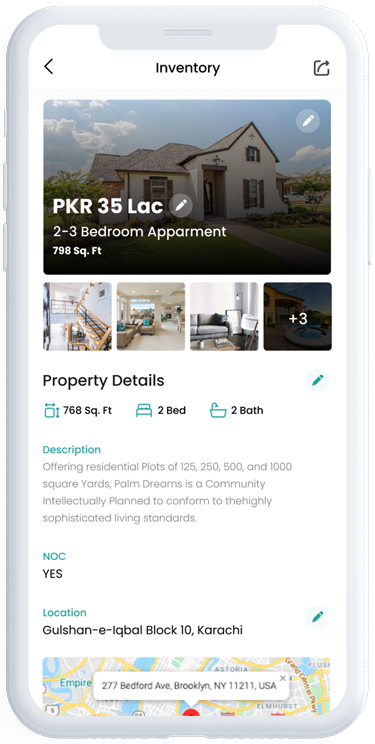 Inventory
PKR 35 Lac
2-3 Bedroom Apparment
798 Sq. Ft
+3
Property Details
768 Sq. Ft
2 Bed
2 Bath
Description
Offering residential Plots of 125, 250, 500, and 1000
square Yards, Palm Dreams is a Community
Intellectually Planned to conform to thehighly
sophisticated living standards.
NOC
YES
Location
Gulshan-e-Iqbal Block 10, Karachi
ASTORIA
Empire
277 Bedford Ave, Brooklyn, NY 11211, USA
ELMHURST